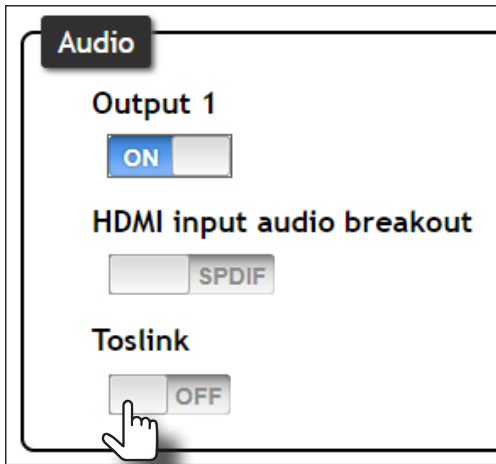 Audio
Output 1
ON
HDMI input audio breakout
SPDIF
Toslink
OFF